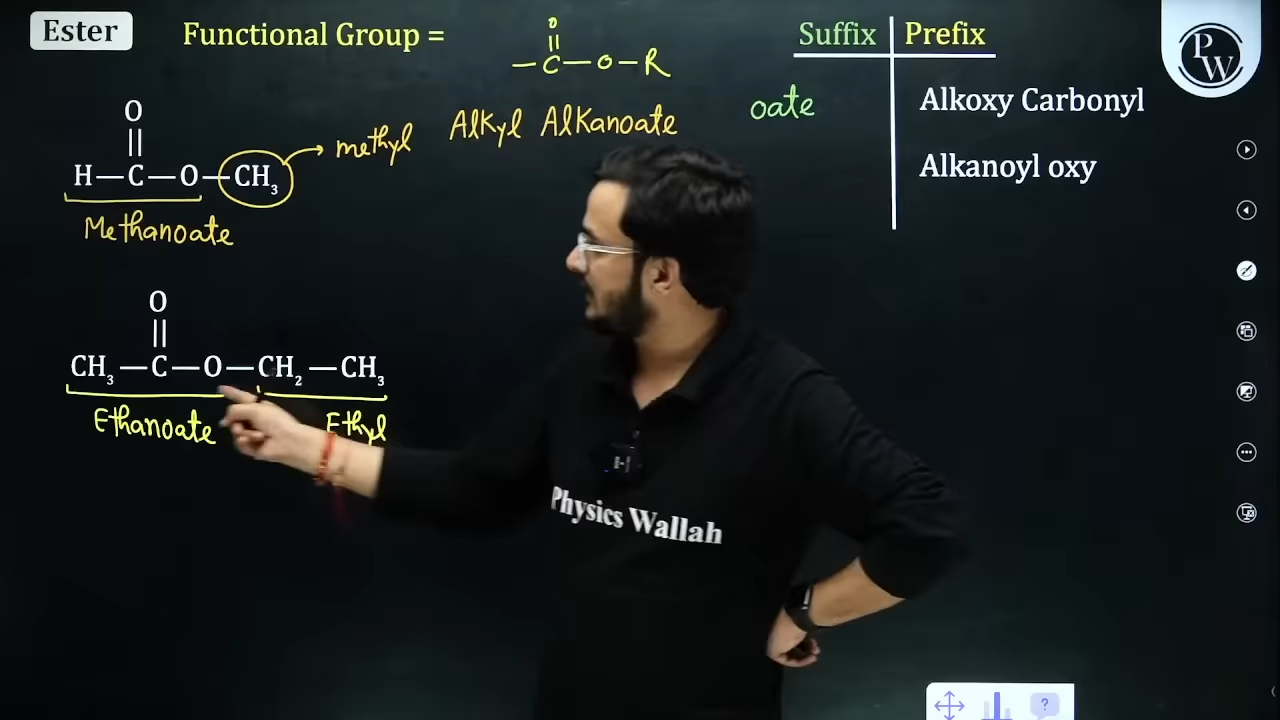 Ester
Functional Group =
O
||
— C — O — R
Suffix | Prefix
oate
Alkoxy Carbonyl
Alkanoyl oxy
PW
Alkyl Alkanoate
O
||
H — C — O — CH₃ → methyl
Methanoate
O
||
CH₃ — C — O — CH₂ — CH₃
Ethanoate Ethyl
Physics Wallah
?